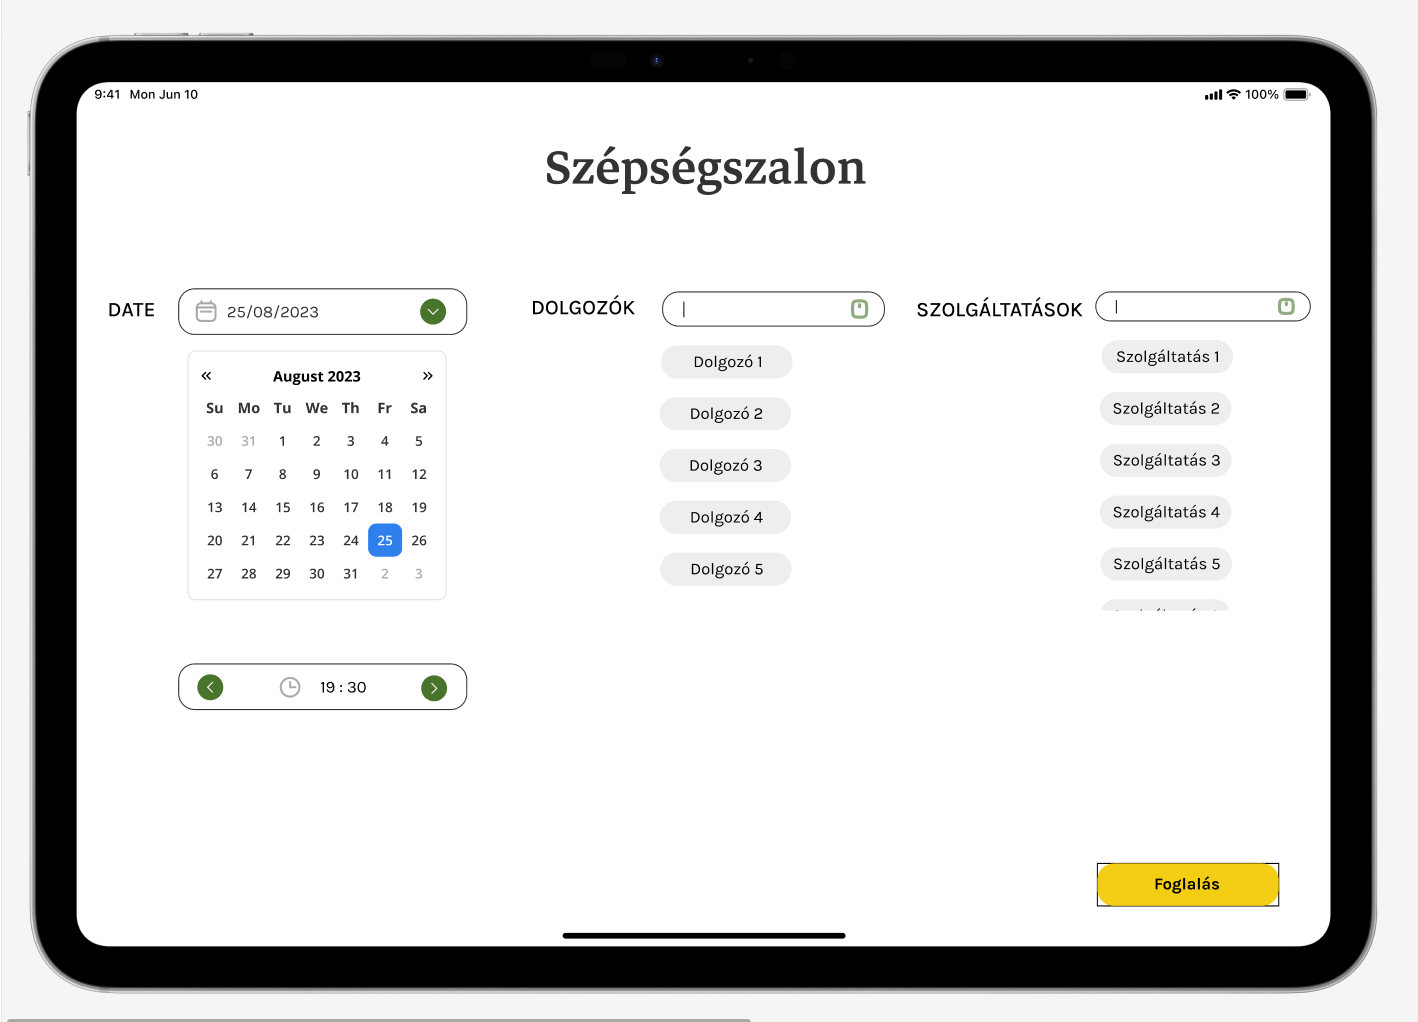 9:41 Mon Jun 10
100%
Szépségszalon
DATE
25/08/2023
August 2023
Su Mo Tu We Th Fr Sa
30 31 1 2 3 4 5
6 7 8 9 10 11 12
13 14 15 16 17 18 19
20 21 22 23 24 25 26
27 28 29 30 31 2 3
19 : 30
DOLGOZÓK
Dolgozó 1
Dolgozó 2
Dolgozó 3
Dolgozó 4
Dolgozó 5
SZOLGÁLTATÁSOK
Szolgáltatás 1
Szolgáltatás 2
Szolgáltatás 3
Szolgáltatás 4
Szolgáltatás 5
Foglalás